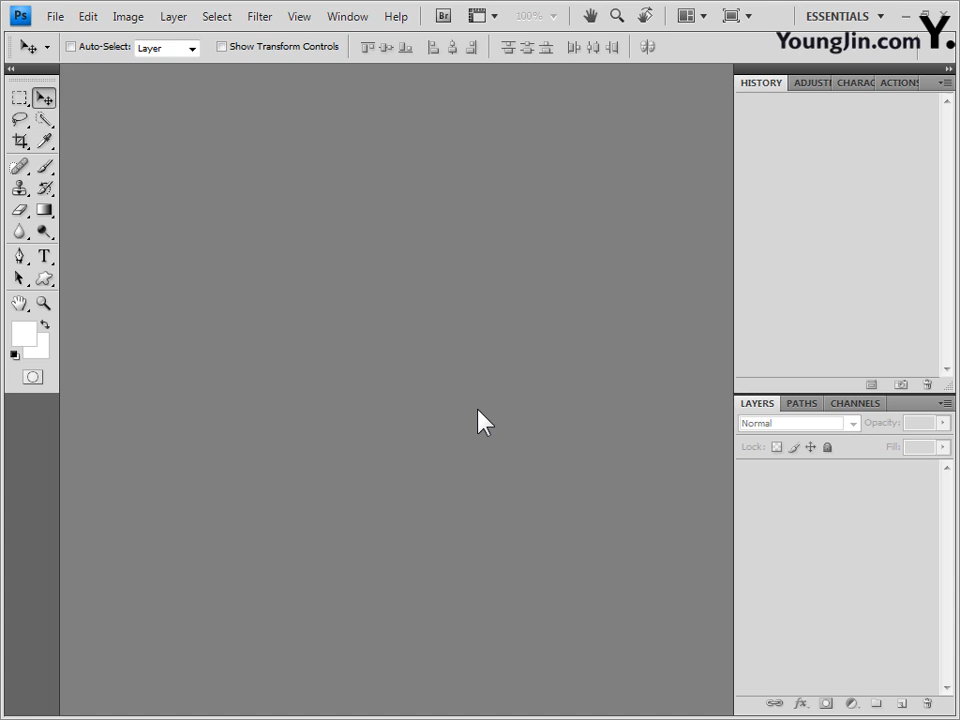 Ps File Edit Image Layer Select Filter View Window Help Br 100% ESSENTIALS
YoungJin.com Y.
Auto-Select: Layer Show Transform Controls
HISTORY ADJUSTI CHARAC ACTIONS
LAYERS PATHS CHANNELS
Normal Opacity:
Lock: Fill: